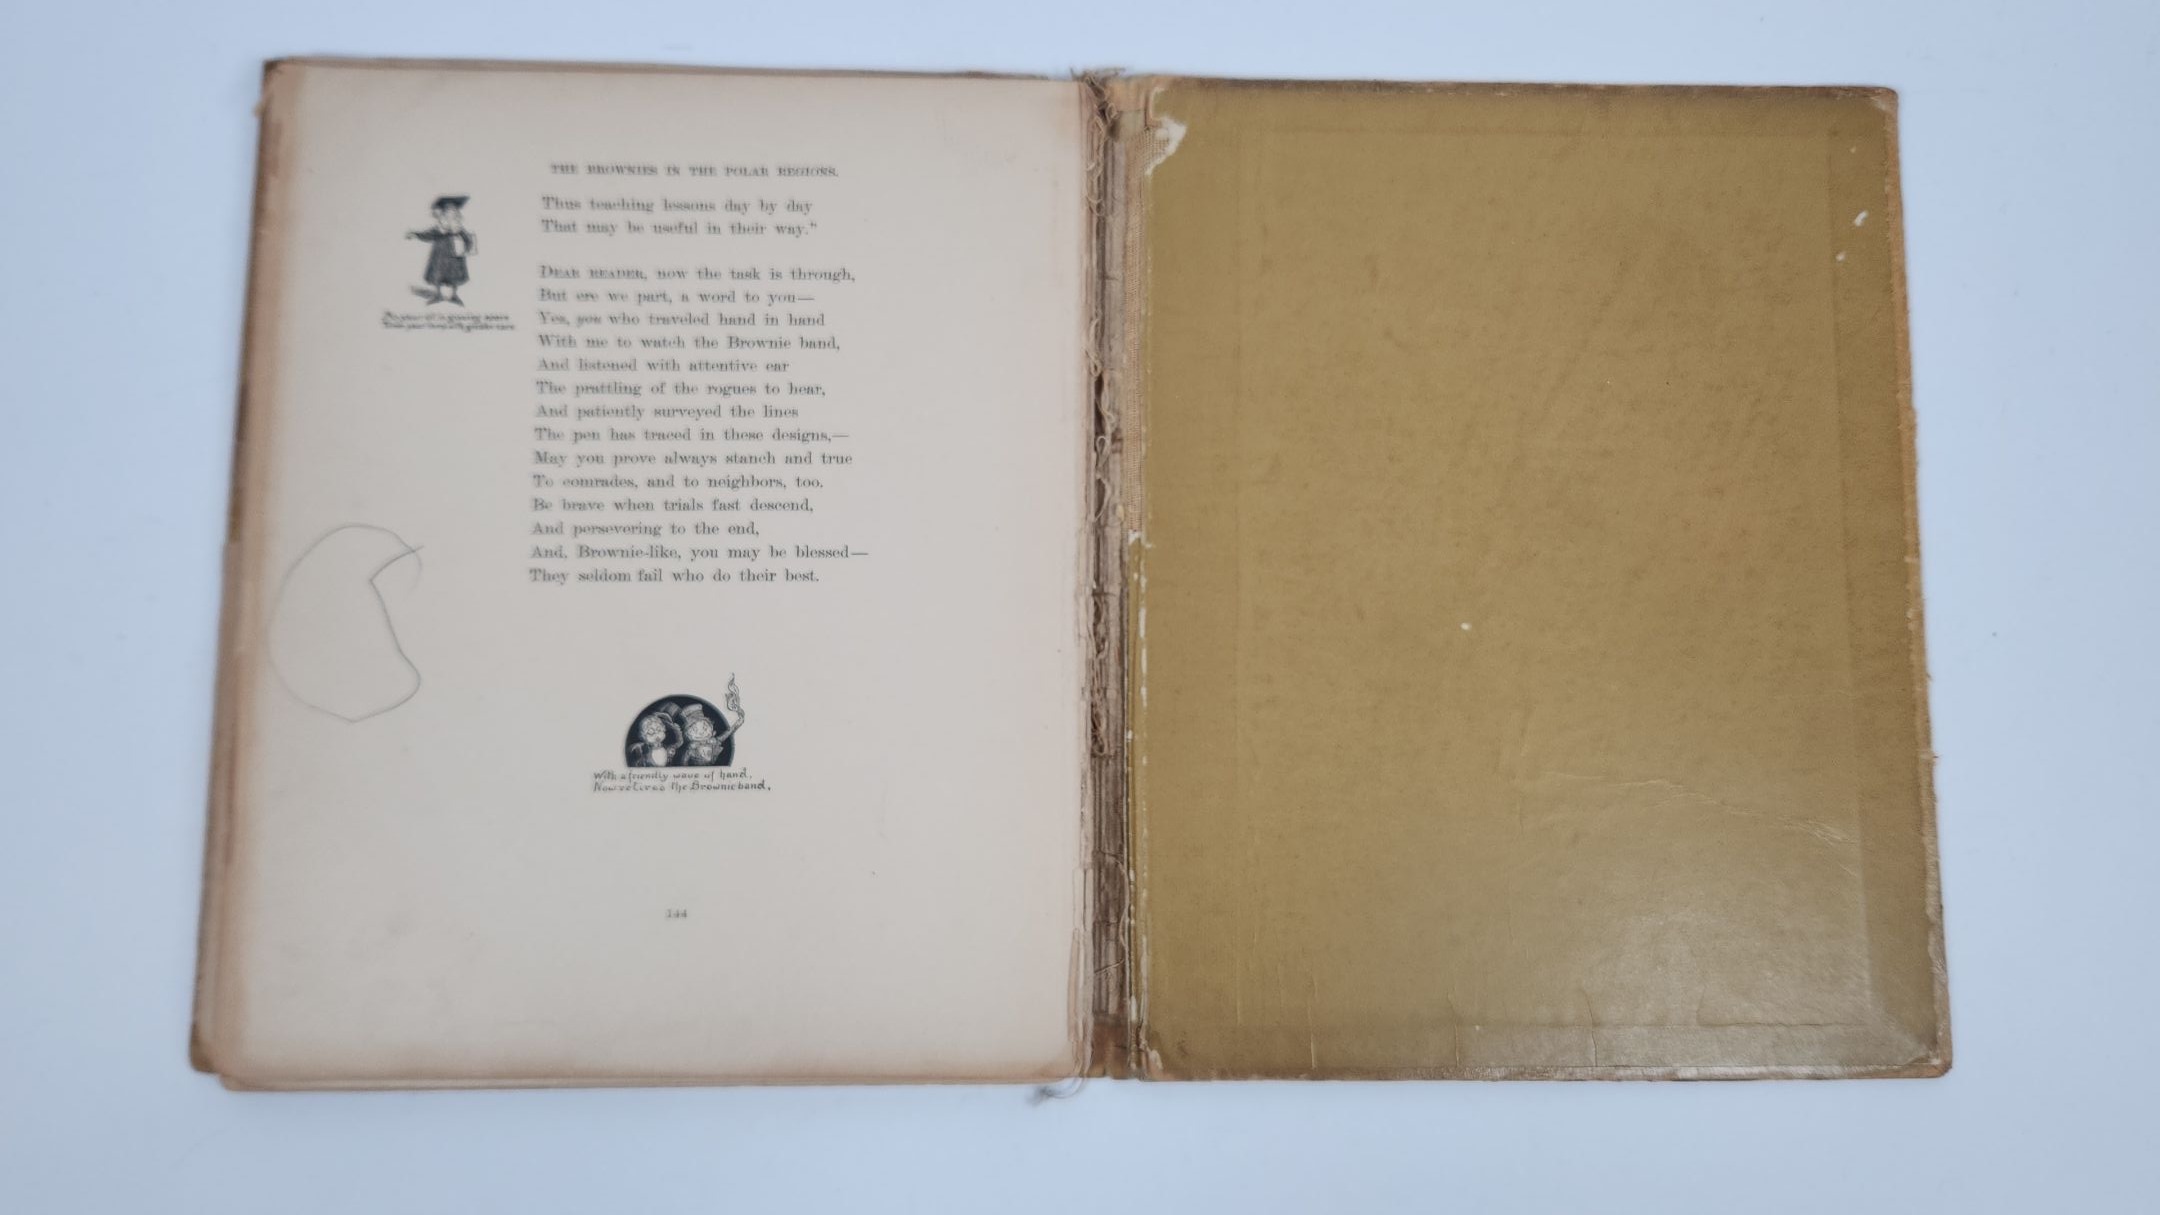 THE BROWNIES IN THE POLAR REGIONS.
Thus teaching lessons day by day
That may be useful in their way."
DEAR READER, now the task is through,
But ere we part, a word to you—
Yes, you who traveled hand in hand
With me to watch the Brownie band,
And listened with attentive ear
The prattling of the rogues to hear,
And patiently surveyed the lines
The pen has traced in these designs,—
May you prove always stanch and true
To comrades, and to neighbors, too.
Be brave when trials fast descend,
And persevering to the end,
And, Brownie-like, you may be blessed—
They seldom fail who do their best.
With a friendly wave of hand,
Now retires the Brownie band.
144